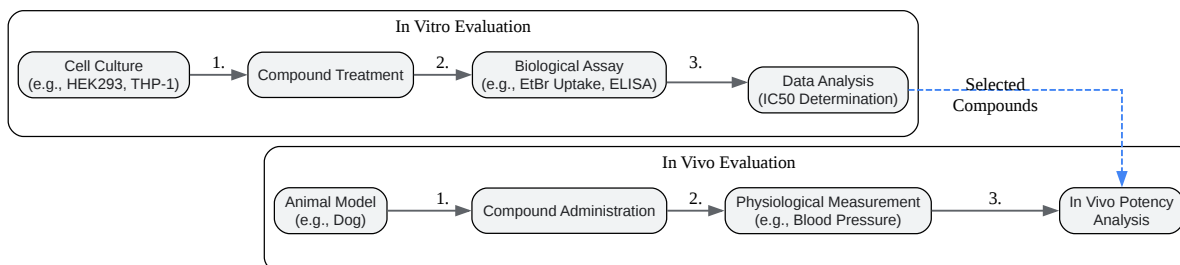 In Vitro Evaluation
Cell Culture
(e.g., HEK293, THP-1)
1.
Compound Treatment
2.
Biological Assay
(e.g., EtBr Uptake, ELISA)
3.
Data Analysis
(IC50 Determination)
Selected
Compounds
In Vivo Evaluation
Animal Model
(e.g., Dog)
1.
Compound Administration
2.
Physiological Measurement
(e.g., Blood Pressure)
3.
In Vivo Potency
Analysis